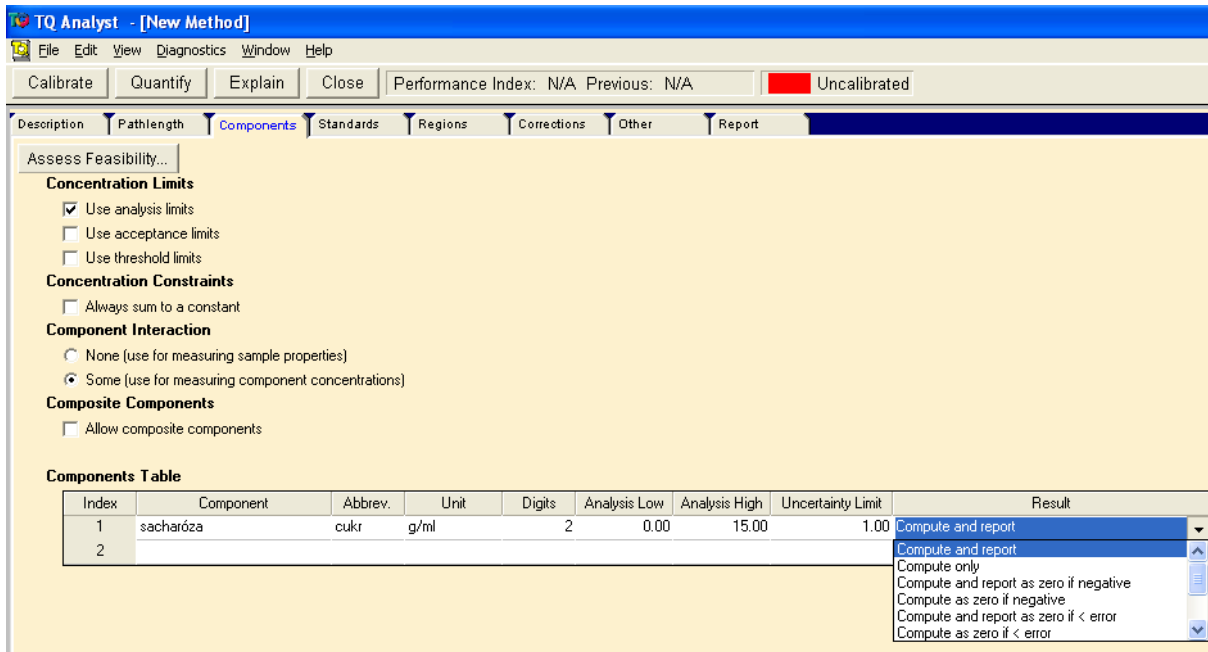 TQ Analyst - [New Method]
File Edit View Diagnostics Window Help
Calibrate Quantify Explain Close Performance Index: N/A Previous: N/A Uncalibrated
Description Pathlength Components Standards Regions Corrections Other Report
Assess Feasibility...
Concentration Limits
Use analysis limits
Use acceptance limits
Use threshold limits
Concentration Constraints
Always sum to a constant
Component Interaction
None (use for measuring sample properties)
Some (use for measuring component concentrations)
Composite Components
Allow composite components
Components Table
Index Component Abbrev. Unit Digits Analysis Low Analysis High Uncertainty Limit Result
1 sacharóza cukr g/ml 2 0.00 15.00 1.00 Compute and report
2 Compute and report
Compute only
Compute and report as zero if negative
Compute as zero if negative
Compute and report as zero if < error
Compute as zero if < error